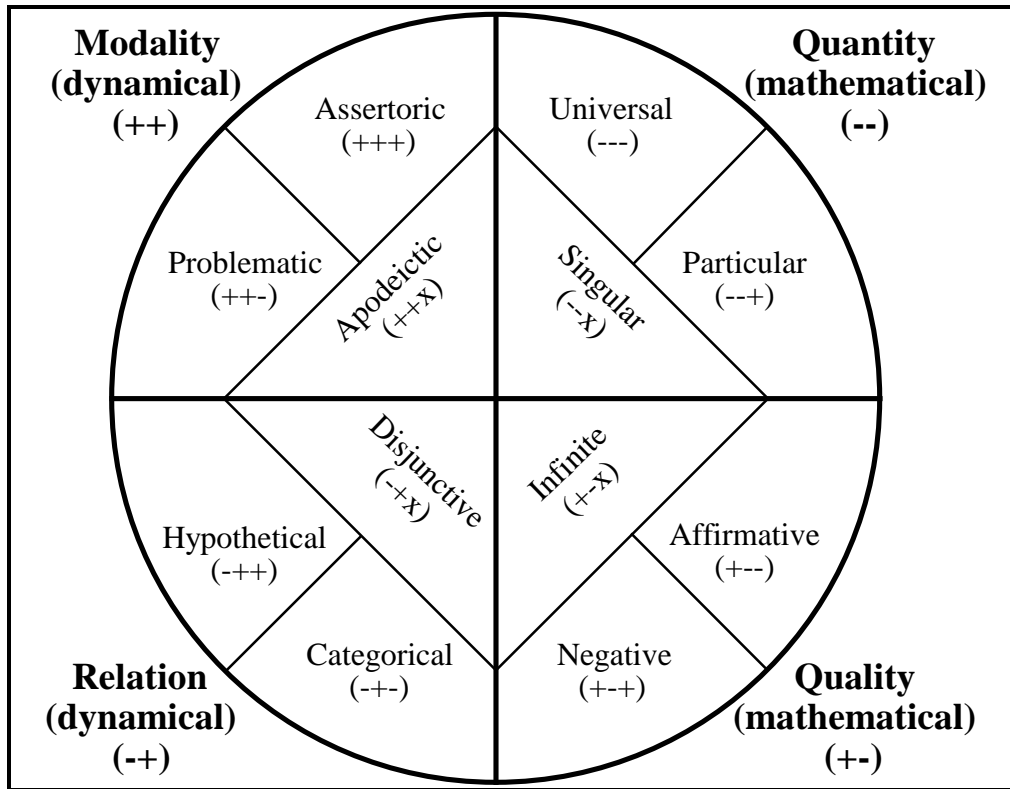 Modality
(dynamical)
(++)
Quantity
(mathematical)
(--)
Assertoric
(+++)
Universal
(---)
Problematic
(++-)
Apodeictic
(++x)
Singular
(--x)
Particular
(--+)
Hypothetical
(-++)
Disjunctive
(-+x)
Infinite
(+-x)
Affirmative
(+--)
Categorical
(-+-)
Negative
(+-+)
Relation
(dynamical)
(-+)
Quality
(mathematical)
(+-)